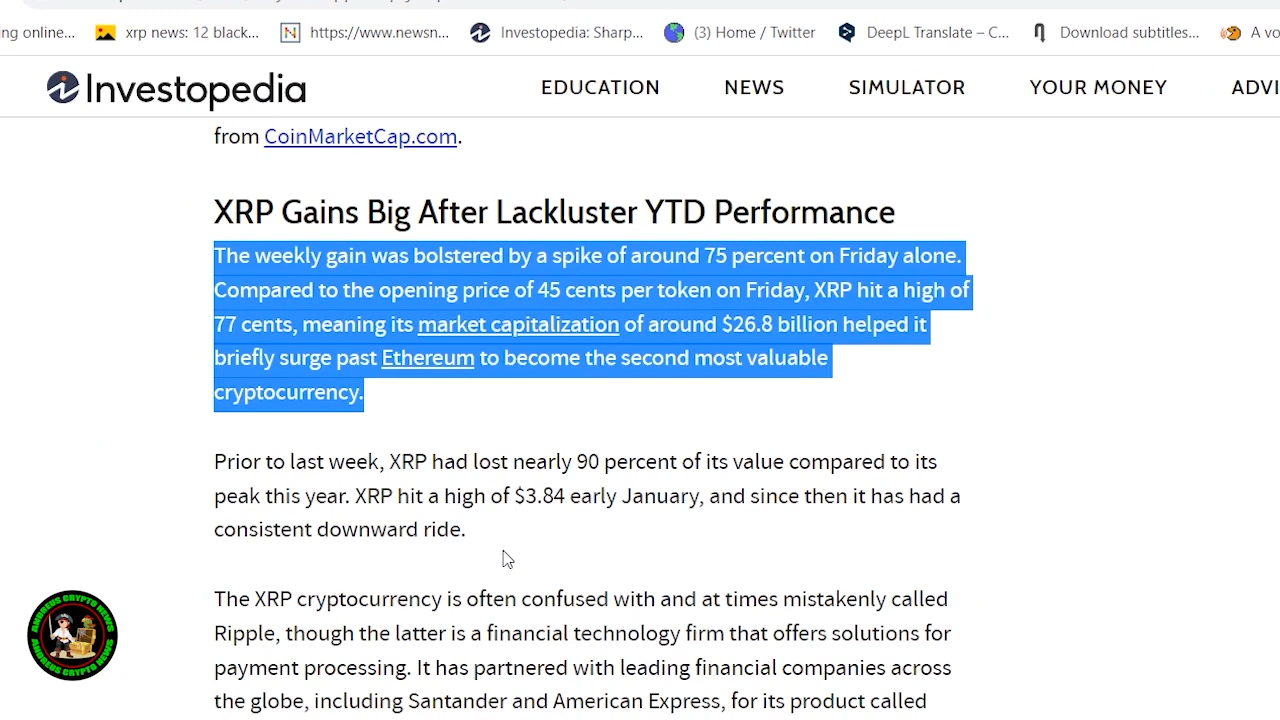 ng online...
xrp news: 12 black...
https://www.newsn...
Investopedia: Sharp...
(3) Home / Twitter
DeepL Translate – C...
Download subtitles...
A vo
Investopedia
EDUCATION
NEWS
SIMULATOR
YOUR MONEY
ADVI
from CoinMarketCap.com.
XRP Gains Big After Lackluster YTD Performance
The weekly gain was bolstered by a spike of around 75 percent on Friday alone.
Compared to the opening price of 45 cents per token on Friday, XRP hit a high of
77 cents, meaning its market capitalization of around $26.8 billion helped it
briefly surge past Ethereum to become the second most valuable
cryptocurrency.
Prior to last week, XRP had lost nearly 90 percent of its value compared to its
peak this year. XRP hit a high of $3.84 early January, and since then it has had a
consistent downward ride.
The XRP cryptocurrency is often confused with and at times mistakenly called
Ripple, though the latter is a financial technology firm that offers solutions for
payment processing. It has partnered with leading financial companies across
the globe, including Santander and American Express, for its product called
ANDREUS CRYPTO NEWS
ANDREUS CRYPTO NEWS